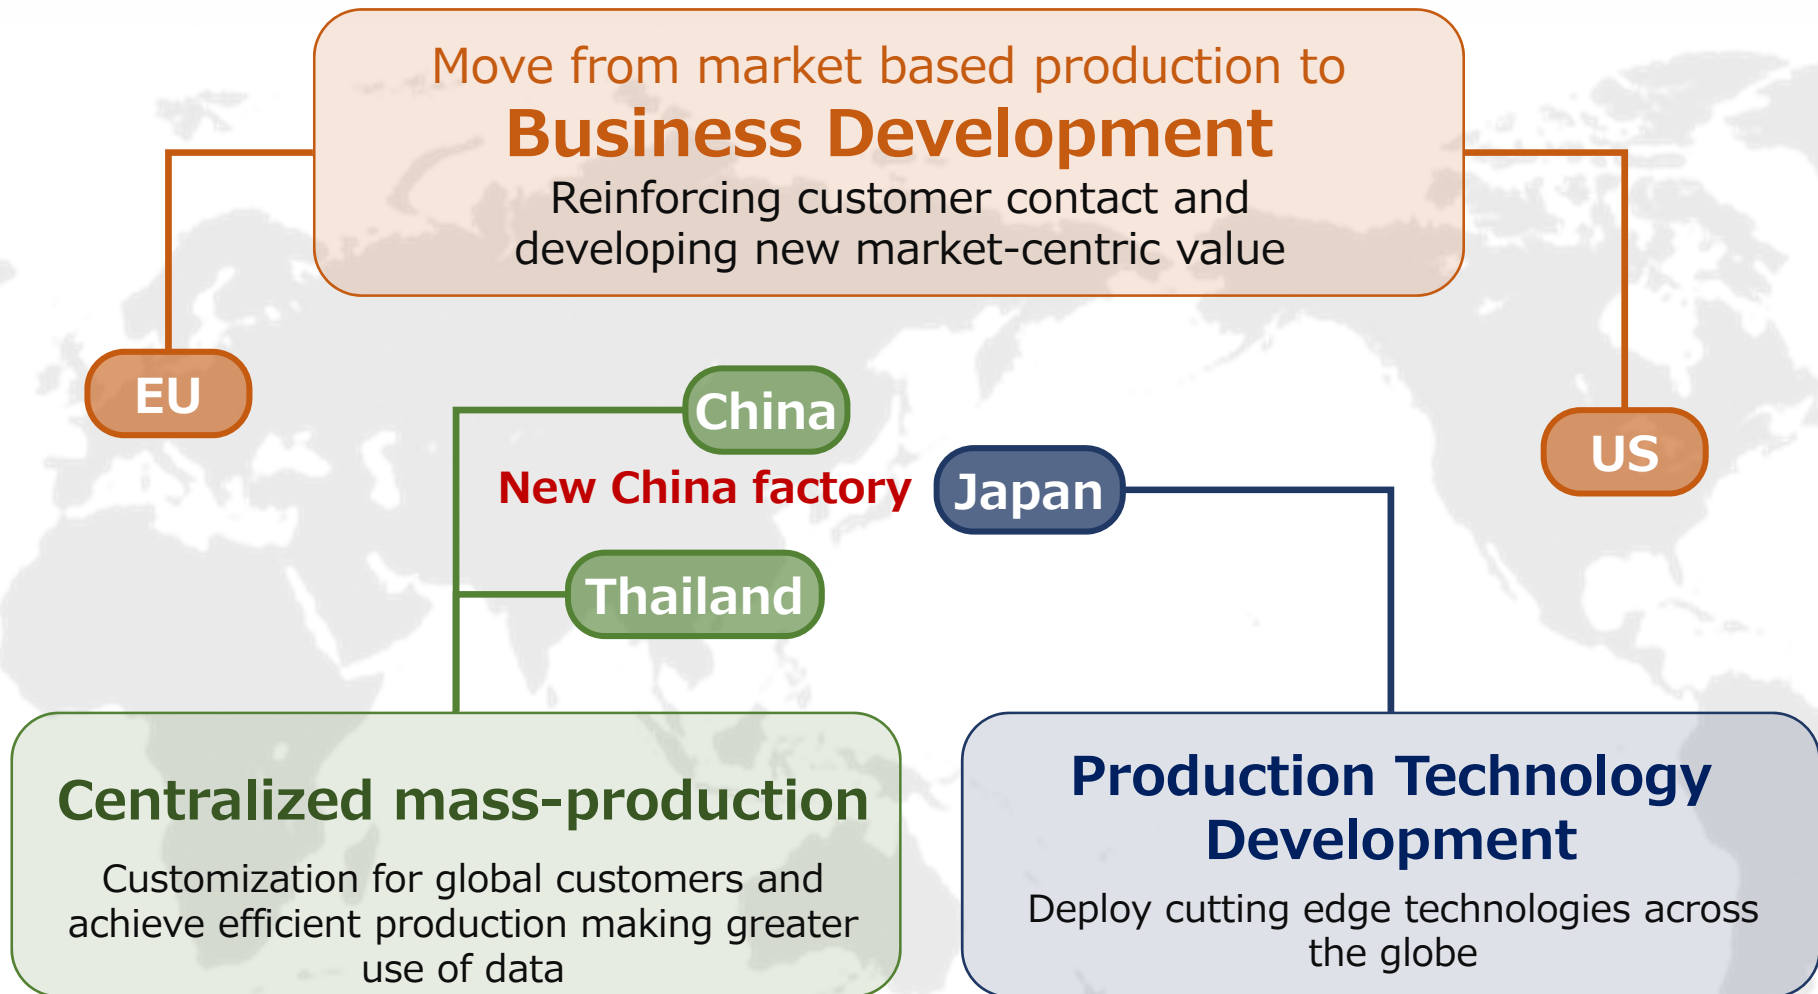 Move from market based production to
Business Development
Reinforcing customer contact and
developing new market-centric value
EU
China
US
New China factory
Japan
Thailand
Centralized mass-production
Customization for global customers and
achieve efficient production making greater
use of data
Production Technology
Development
Deploy cutting edge technologies across
the globe